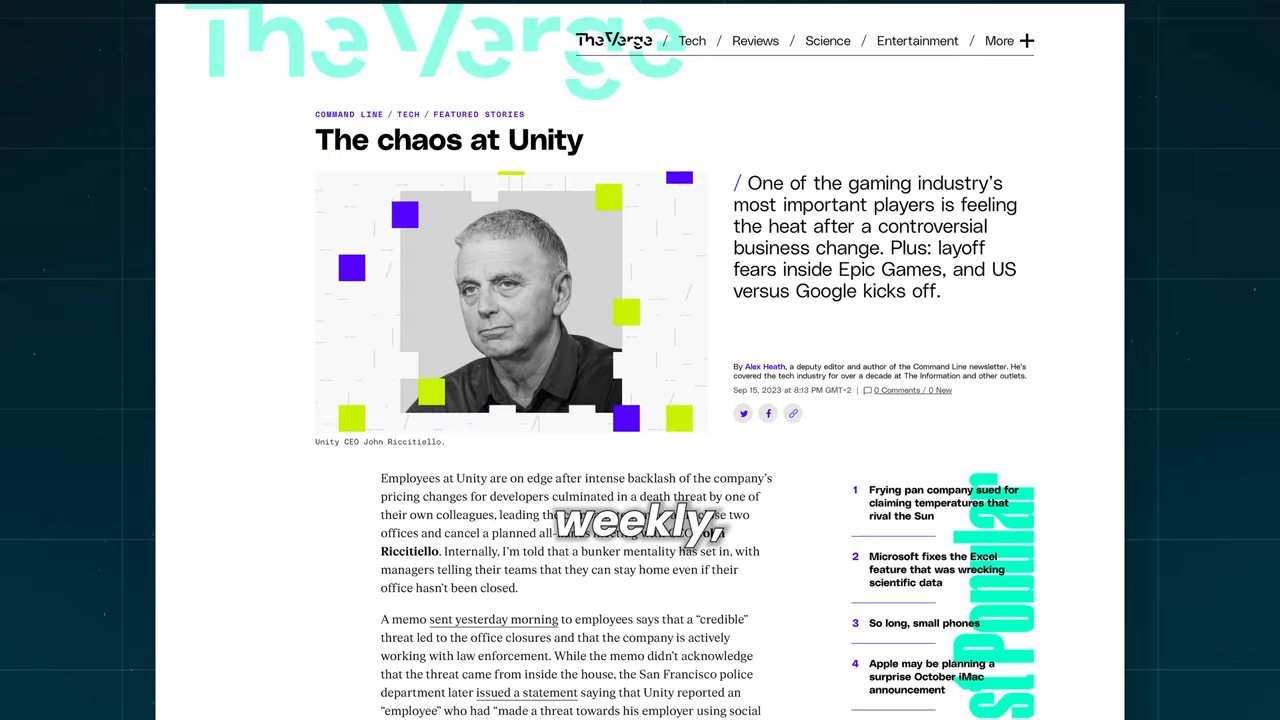 The Verge
The Verge / Tech / Reviews / Science / Entertainment / More +
COMMAND LINE / TECH / FEATURED STORIES
The chaos at Unity
/ One of the gaming industry’s
most important players is feeling
the heat after a controversial
business change. Plus: layoff
fears inside Epic Games, and US
versus Google kicks off.
By Alex Heath, a deputy editor and author of the Command Line newsletter. He's
covered the tech industry for over a decade at The Information and other outlets.
Sep 15, 2023 at 8:13 PM GMT+2 | 0 Comments / 0 New
Unity CEO John Riccitiello.
Employees at Unity are on edge after intense backlash of the company’s
pricing changes for developers culminated in a death threat by one of
their own colleagues, leading two
offices and cancel a planned
weekly,
Riccitiello. Internally, I’m told that a bunker mentality has set in, with
managers telling their teams that they can stay home even if their
office hasn’t been closed.
A memo sent yesterday morning to employees says that a “credible”
threat led to the office closures and that the company is actively
working with law enforcement. While the memo didn’t acknowledge
that the threat came from inside the house, the San Francisco police
department later issued a statement saying that Unity reported an
“employee” who had “made a threat towards his employer using social
1 Frying pan company sued for
claiming temperatures that
rival the Sun
2 Microsoft fixes the Excel
feature that was wrecking
scientific data
3 So long, small phones
4 Apple may be planning a
surprise October iMac
announcement
st Popular